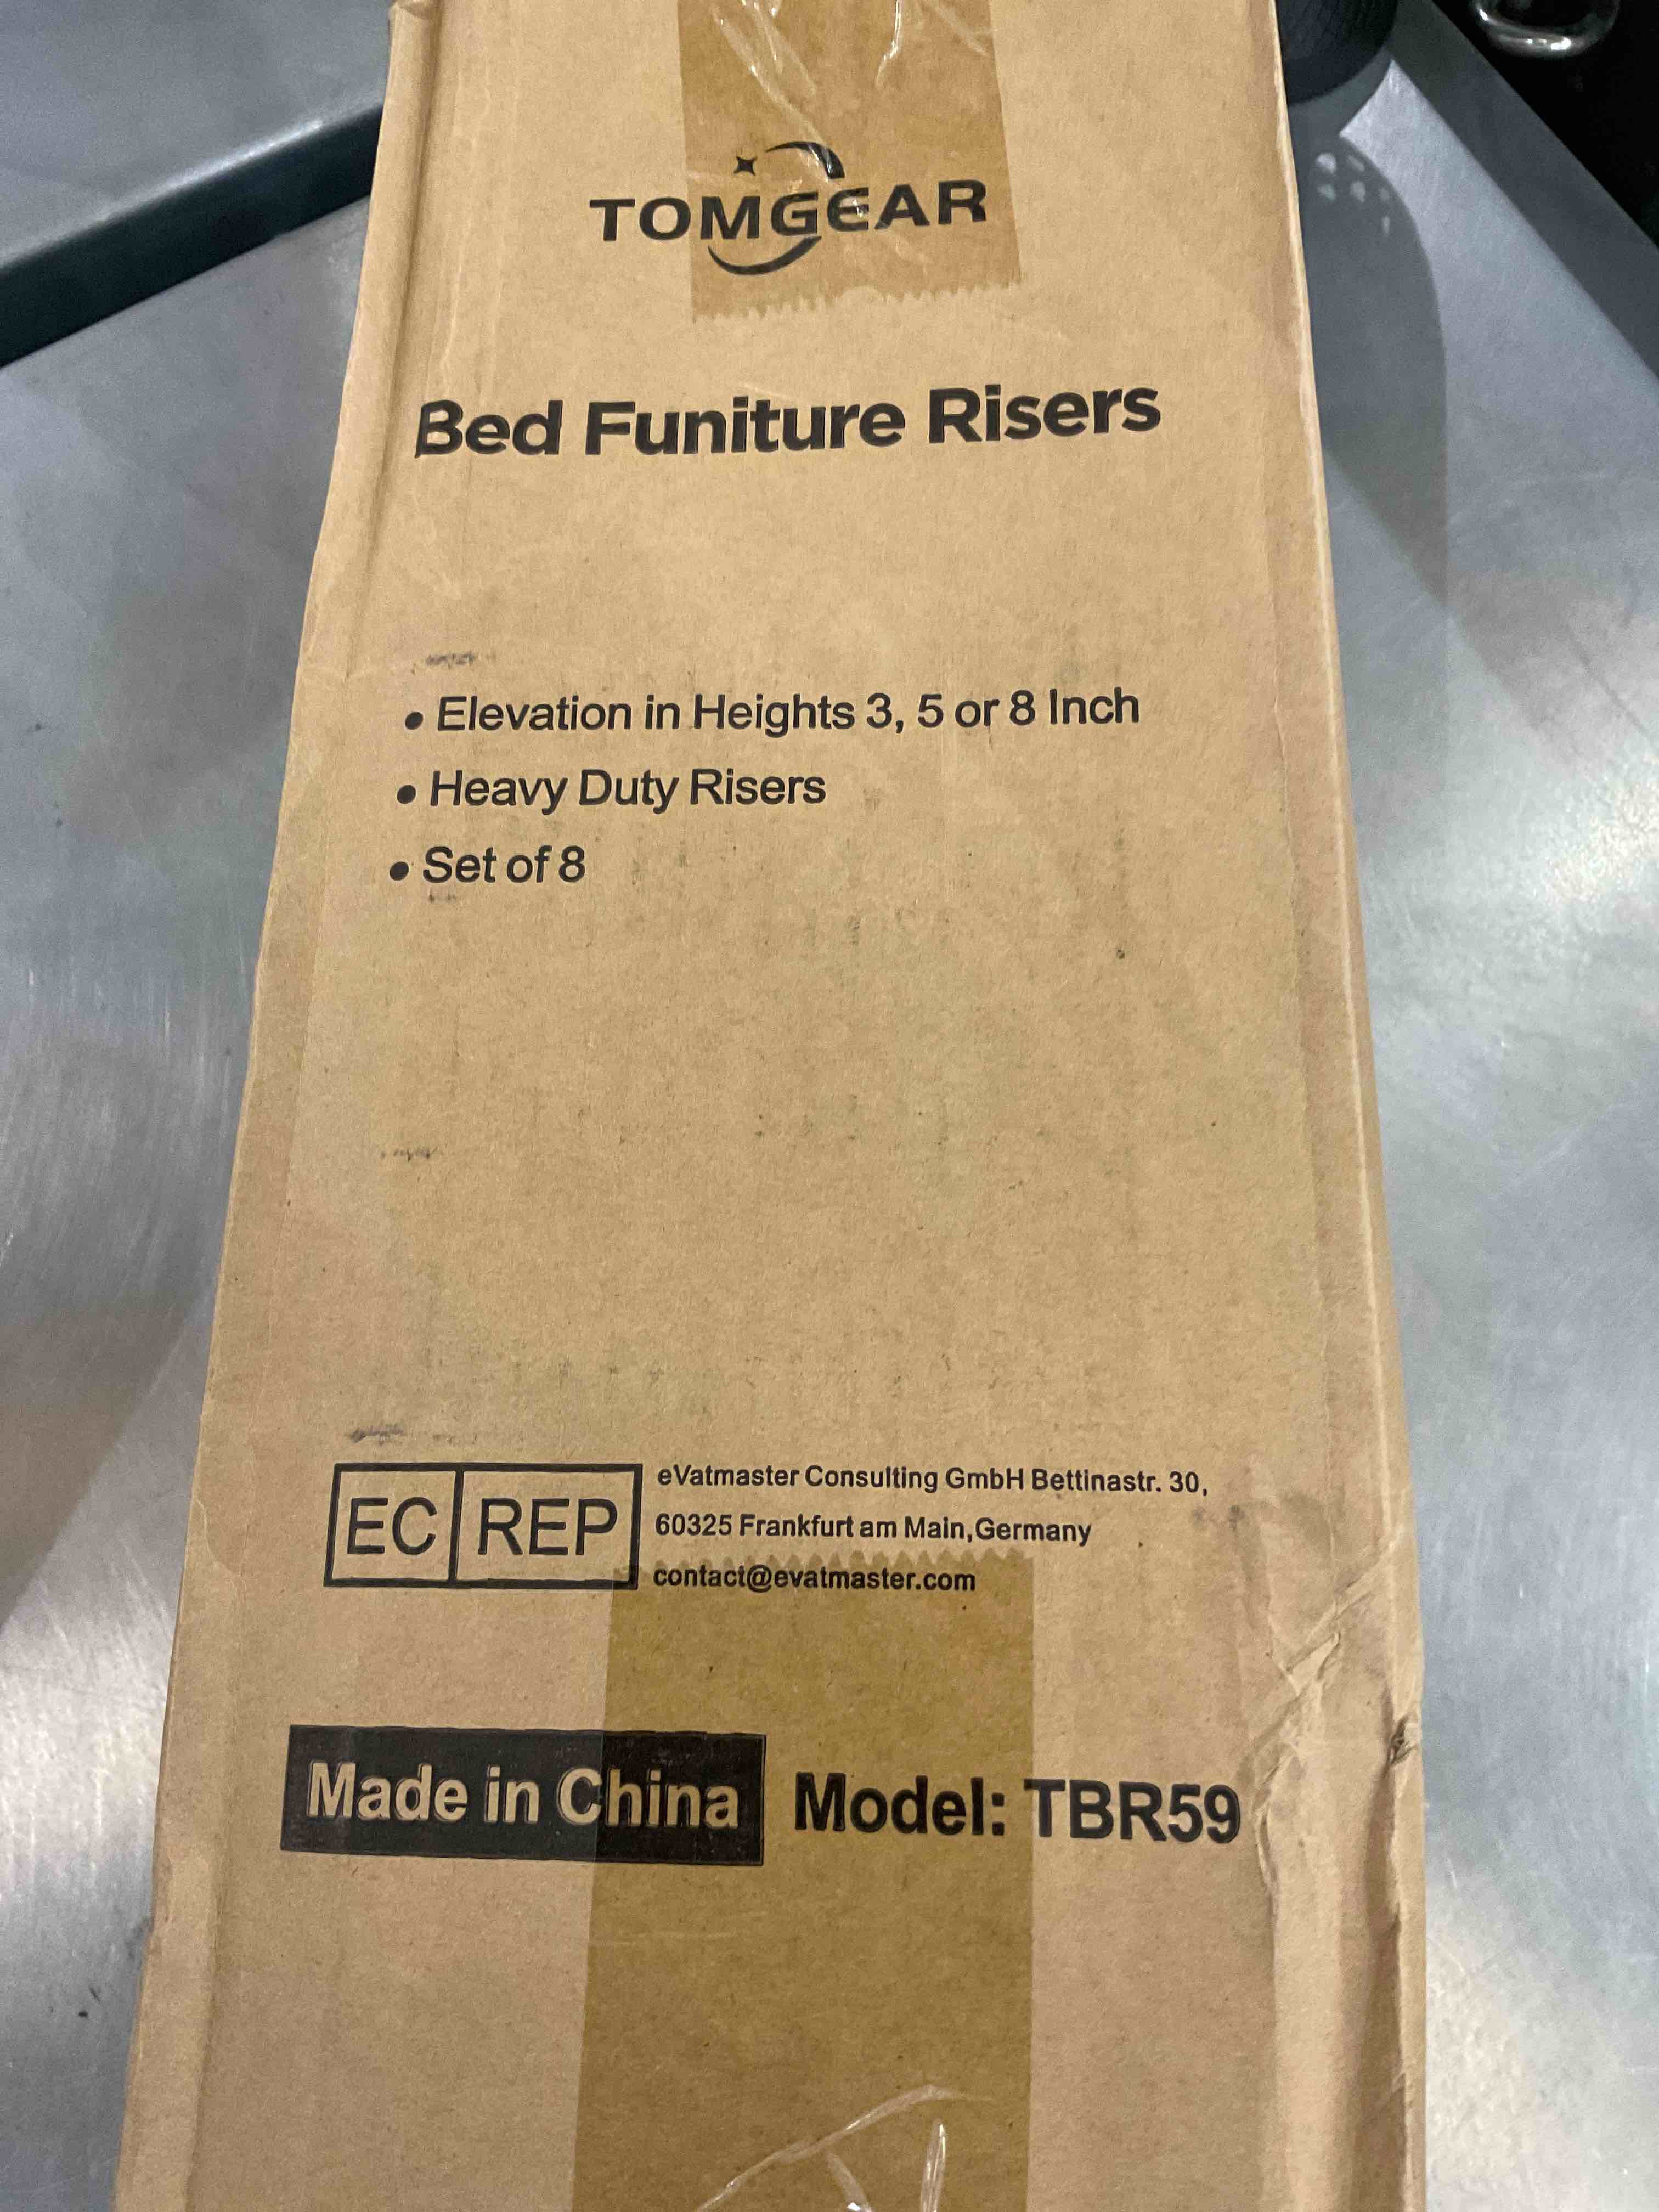 TOMGEAR
Bed Funiture Risers
• Elevation in Heights 3, 5 or 8 Inch
• Heavy Duty Risers
• Set of 8
EC REP
eVatmaster Consulting GmbH Bettinastr. 30,
60325 Frankfurt am Main,Germany
contact@evatmaster.com
Made in China
Model: TBR59